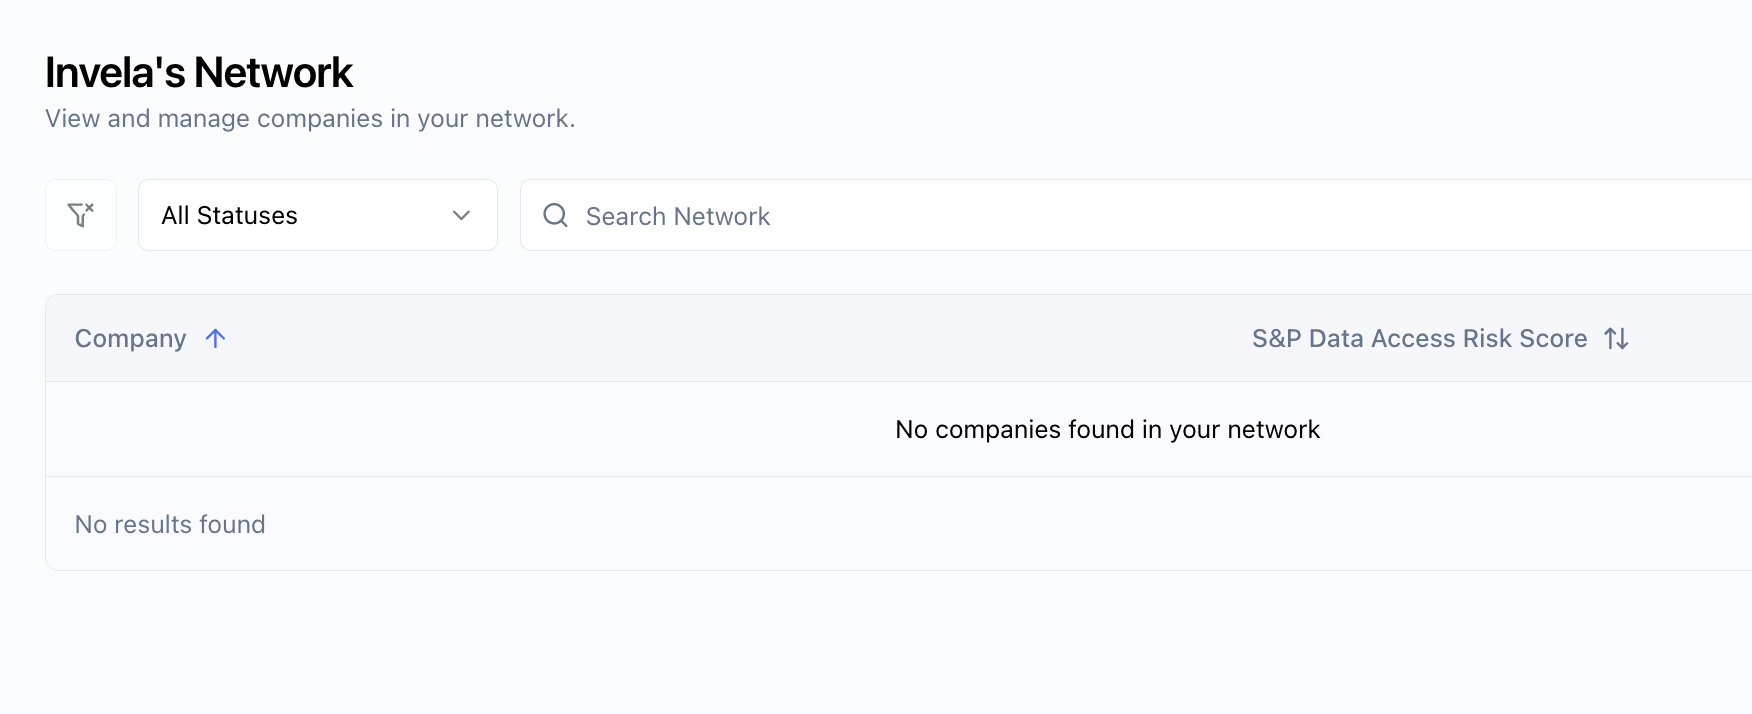 Invela's Network
View and manage companies in your network.
All Statuses
Search Network
Company
S&P Data Access Risk Score
No companies found in your network
No results found